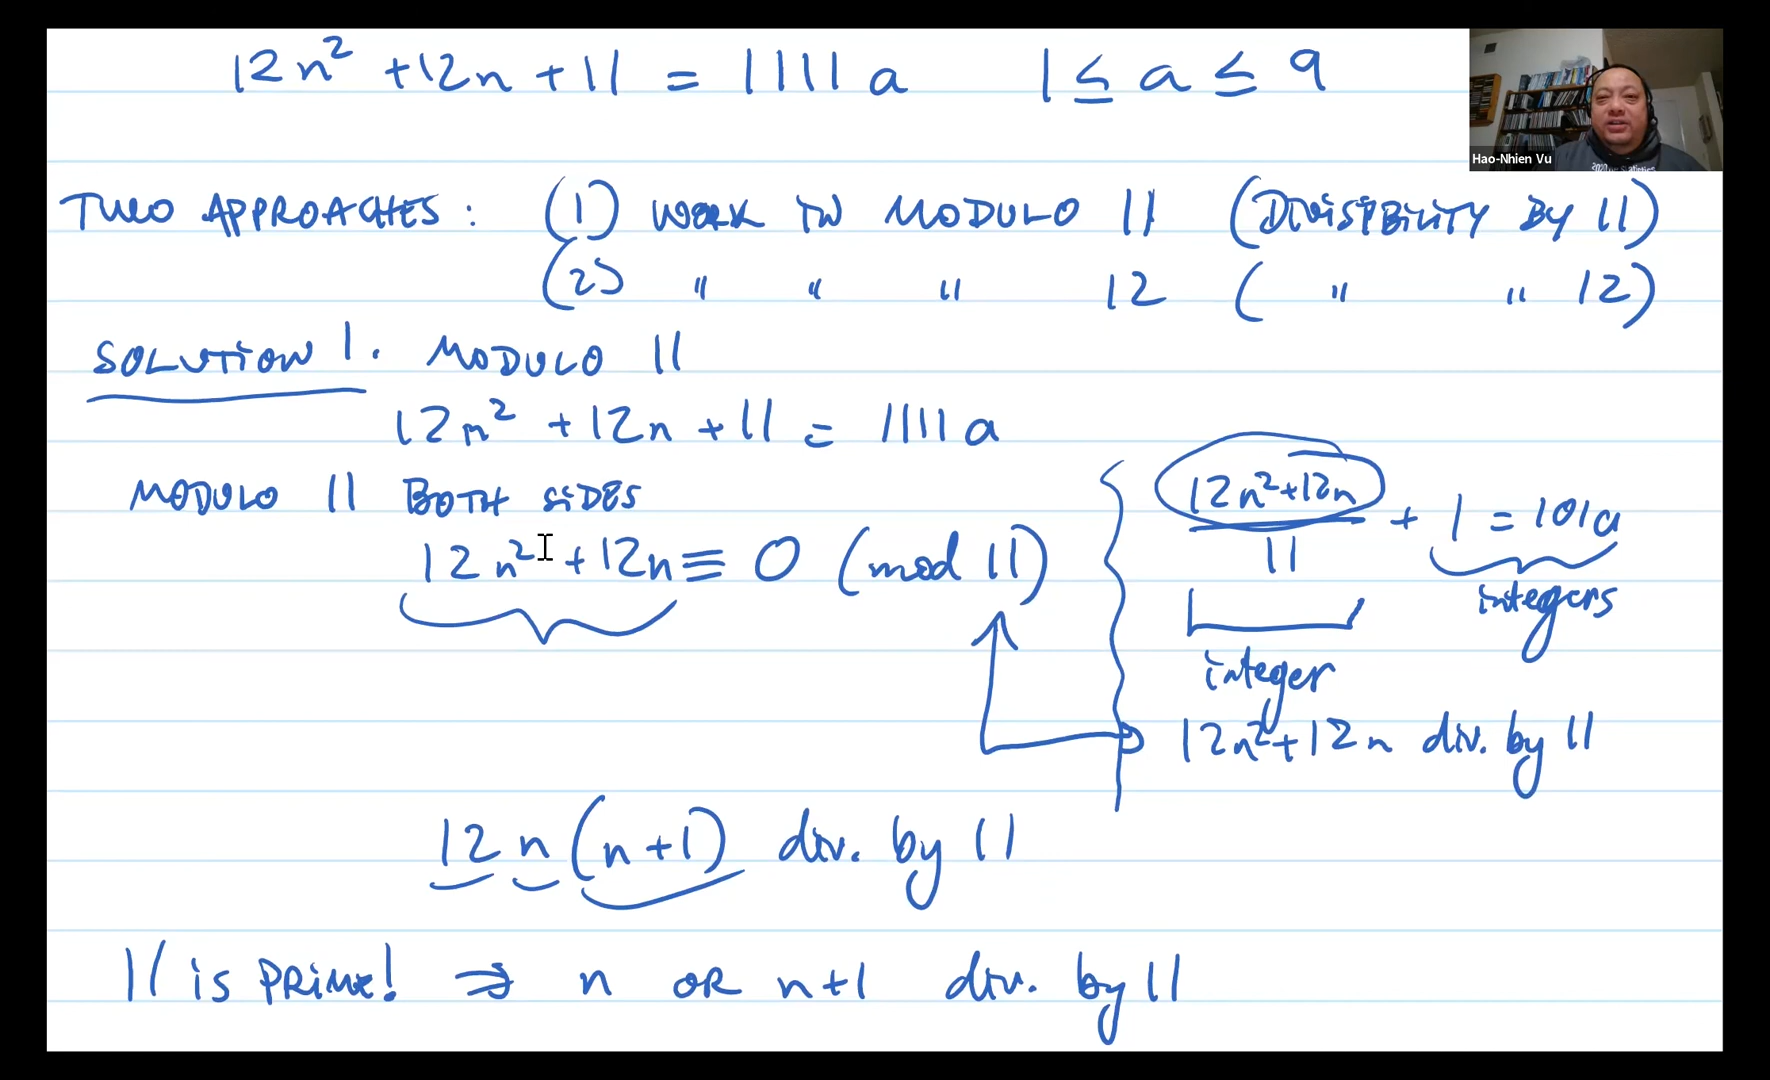 12n² + 12n + 11 = 1111a    1 ≤ a ≤ 9
Hao-Nhien Vu
TWO APPROACHES: (1) WORK IN MODULO 11 (DIVISIBILITY BY 11)
(2) " " " 12 ( " " 12)
SOLUTION 1. MODULO 11
12n² + 12n + 11 = 1111a
MODULO 11 BOTH SIDES
12n² + 12n ≡ 0 (mod 11)
12n²+12n / 11 + 1 = 101a
integer
integers
12n²+12n div. by 11
12n(n+1) div. by 11
11 is PRIME! ⇒ n OR n+1 div. by 11